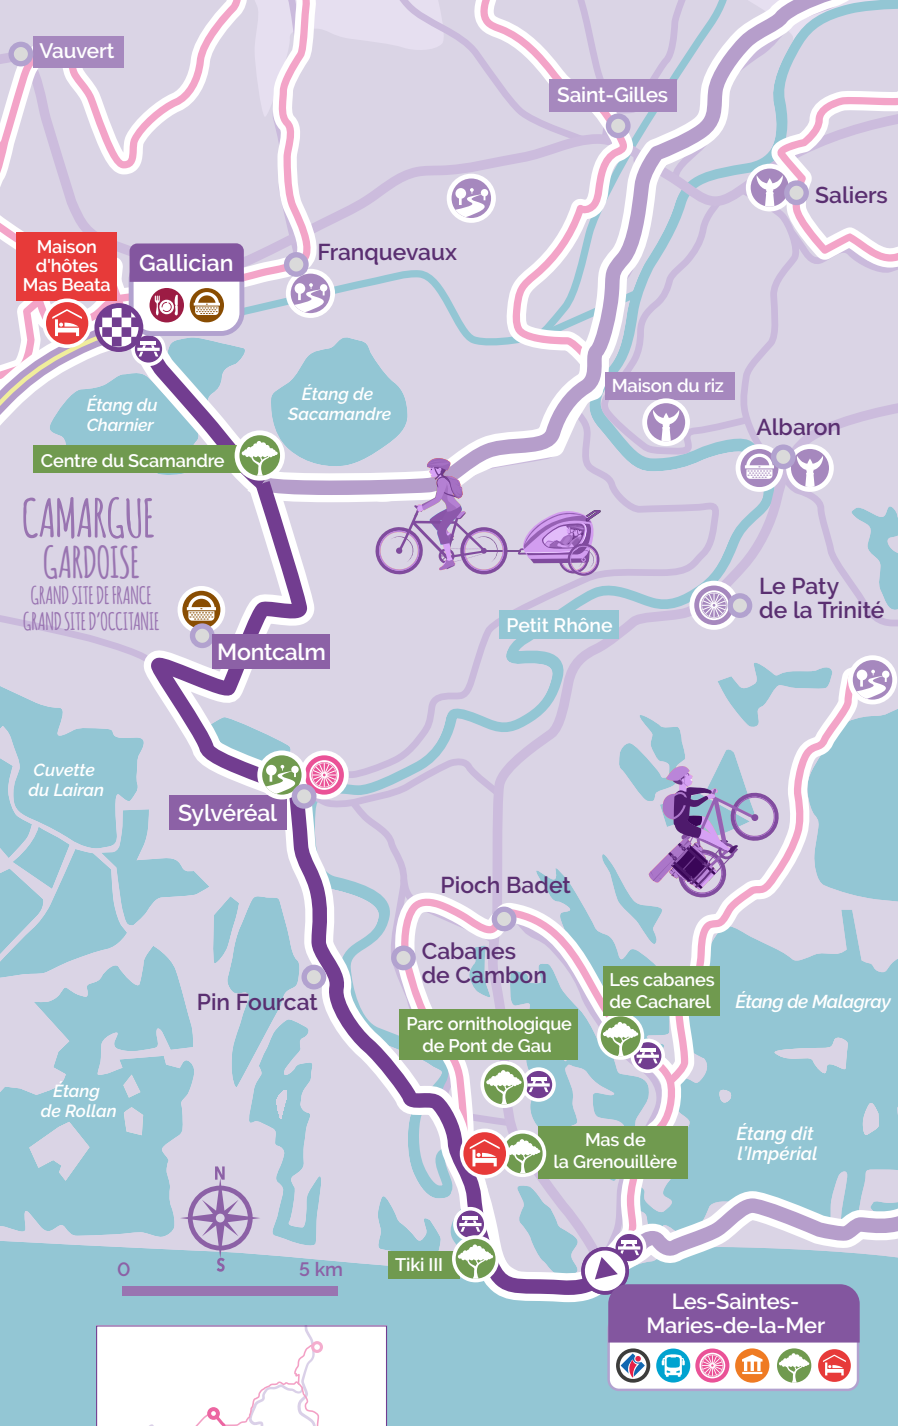 Vauvert
Saint-Gilles
Saliers
Maison
d'hôtes
Mas Beata
Gallician
Franquevaux
Maison du riz
Étang du
Charnier
Étang de
Sacamandre
Albaron
Centre du Scamandre
CAMARGUE
GARDOISE
GRAND SITE DE FRANCE
GRAND SITE D'OCCITANIE
Le Paty
de la Trinité
Petit Rhône
Montcalm
Cuvette
du Lairan
Sylvéréal
Pioch Badet
Cabanes
de Cambon
Les cabanes
de Cacharel
Étang de Malagray
Pin Fourcat
Parc ornithologique
de Pont de Gau
Étang
de Rollan
Étang dit
l'Impérial
Mas de
la Grenouillère
N
S
Tiki III
0 5 km
Les-Saintes-
Maries-de-la-Mer